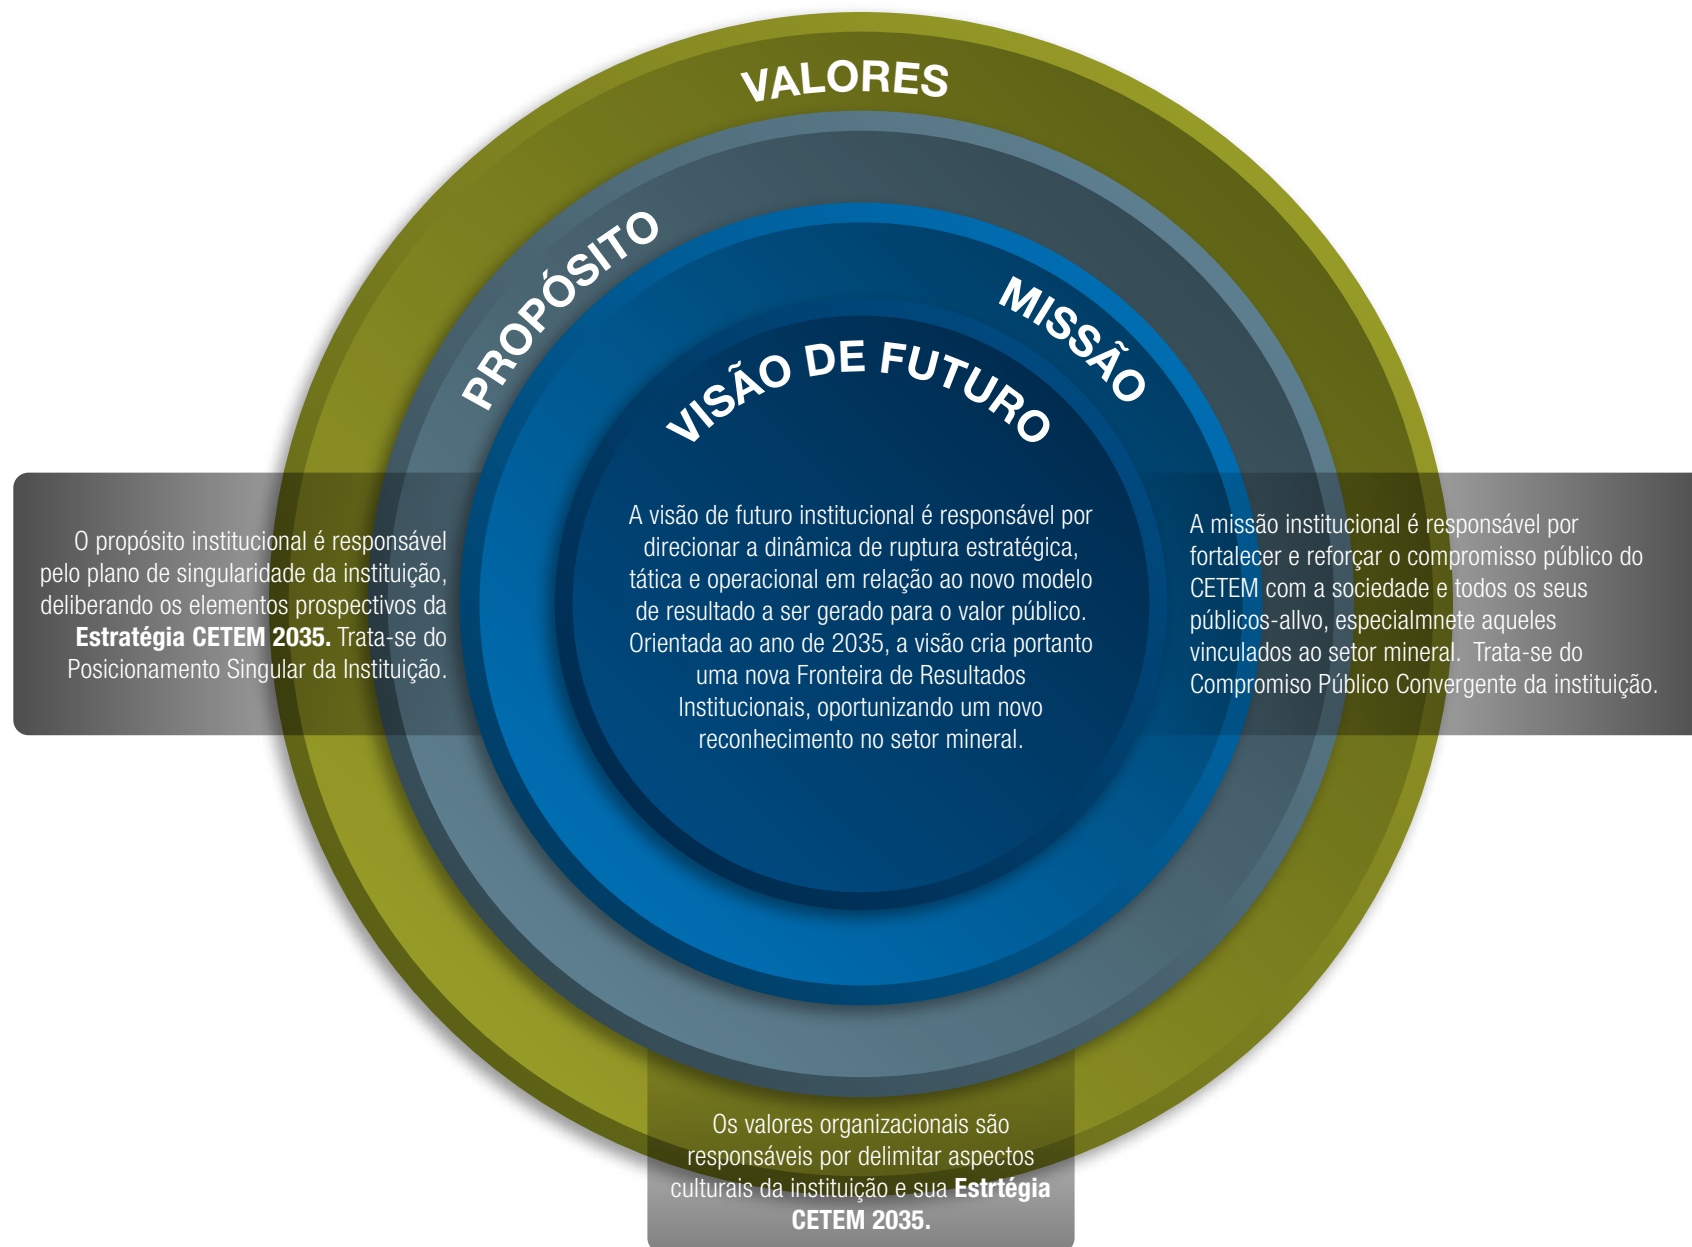 VALORES
PROPÓSITO
MISSÃO
VISÃO DE FUTURO
O propósito institucional é responsável
pelo plano de singularidade da instituição,
deliberando os elementos prospectivos da
Estratégia CETEM 2035. Trata-se do
Posicionamento Singular da Instituição.
A visão de futuro institucional é responsável por
direcionar a dinâmica de ruptura estratégica,
tática e operacional em relação ao novo modelo
de resultado a ser gerado para o valor público.
Orientada ao ano de 2035, a visão cria portanto
uma nova Fronteira de Resultados
Institucionais, oportunizando um novo
reconhecimento no setor mineral.
A missão institucional é responsável por
fortalecer e reforçar o compromisso público do
CETEM com a sociedade e todos os seus
públicos-allvo, especialmnete aqueles
vinculados ao setor mineral.  Trata-se do
Compromiso Público Convergente da instituição.
Os valores organizacionais são
responsáveis por delimitar aspectos
culturais da instituição e sua Estrtégia
CETEM 2035.